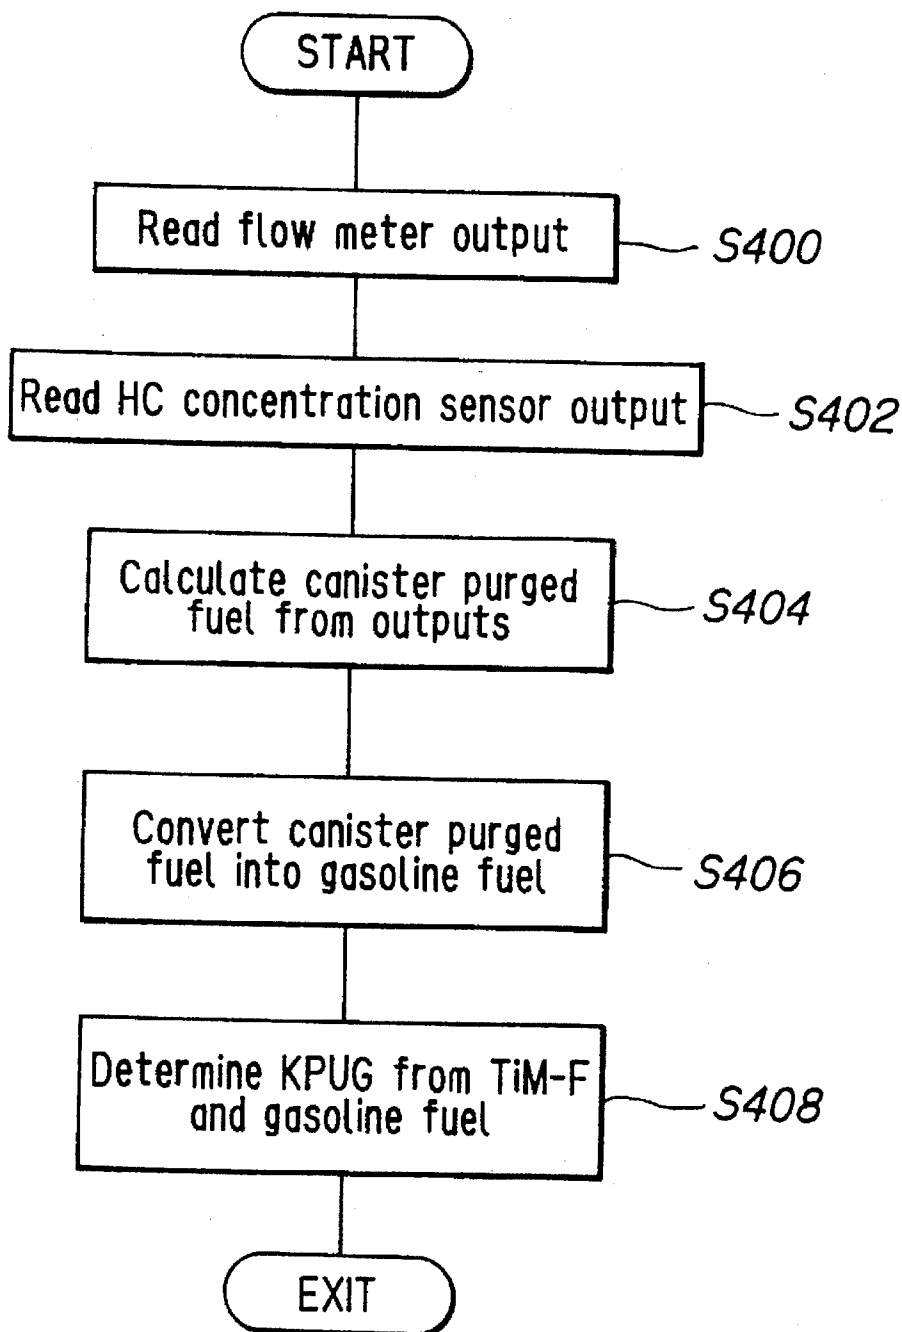 START
Read flow meter output
S400
Read HC concentration sensor output
S402
Calculate canister purged
fuel from outputs
S404
Convert canister purged
fuel into gasoline fuel
S406
Determine KPUG from TiM-F
and gasoline fuel
S408
EXIT